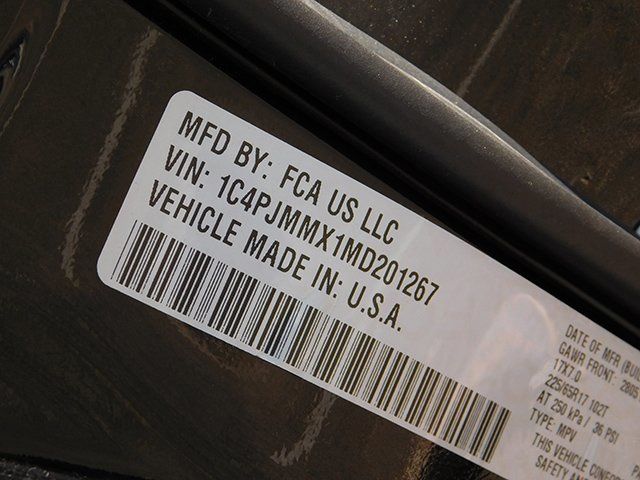 MFD BY: FCA US LLC
VIN: 1C4PJMMX1MD201267
VEHICLE MADE IN: U.S.A.
DATE OF MFR
GAWR FRONT:
17X7.0
225/65R17 102T
AT 250 kPa / 36 PSI
TYPE: MPV
THIS VEHICLE
SAFETY